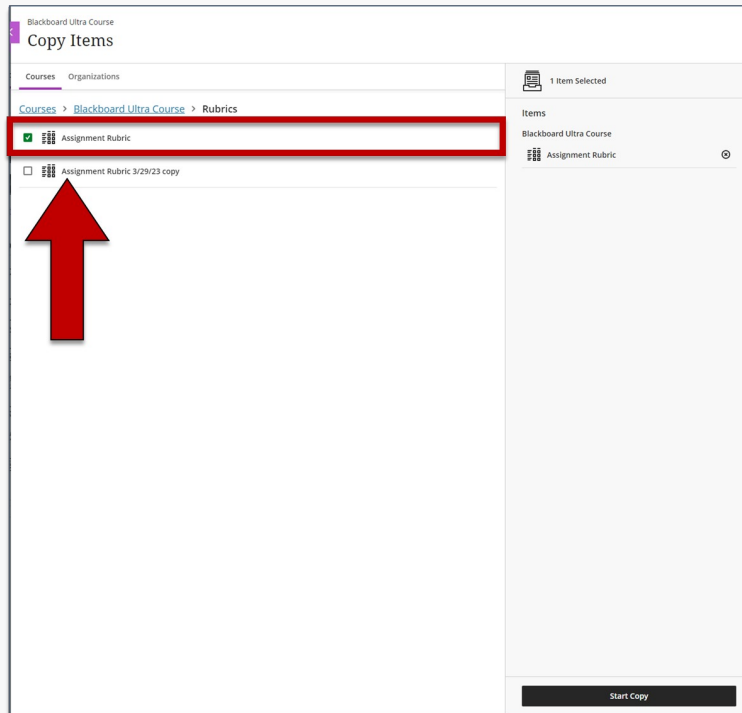 Blackboard Ultra Course
Copy Items
Courses Organizations
Courses > Blackboard Ultra Course > Rubrics
Assignment Rubric
Assignment Rubric 3/29/23 copy
1 Item Selected
Items
Blackboard Ultra Course
Assignment Rubric
Start Copy